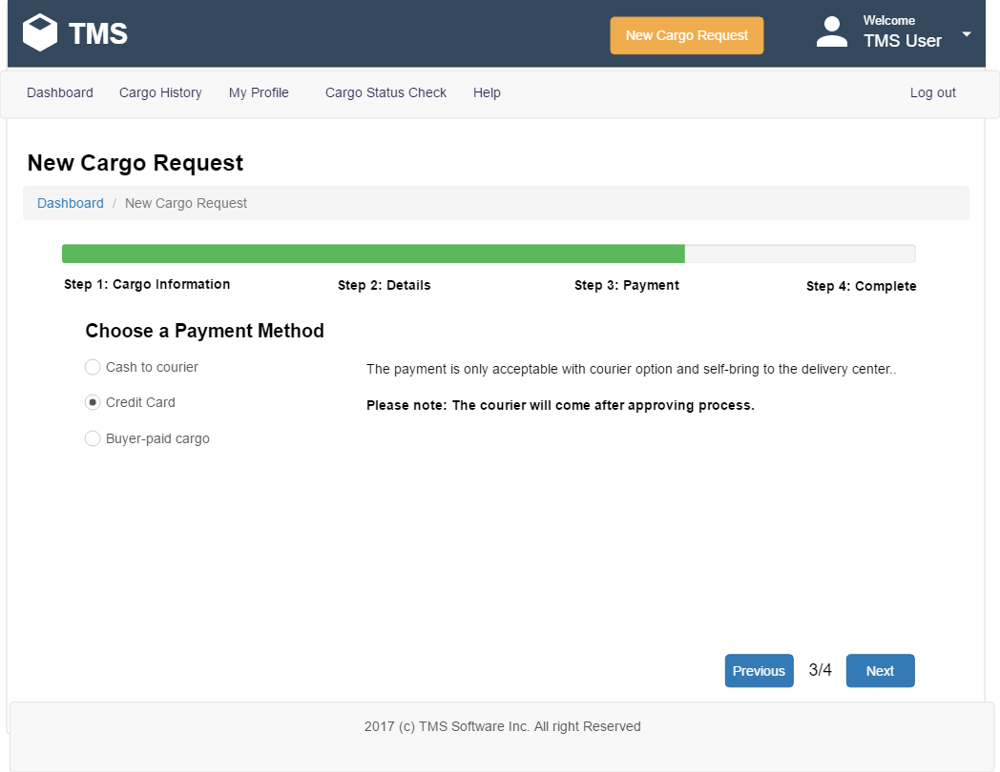 TMS
New Cargo Request
Welcome
TMS User
Dashboard Cargo History My Profile Cargo Status Check Help Log out
New Cargo Request
Dashboard / New Cargo Request
Step 1: Cargo Information Step 2: Details Step 3: Payment Step 4: Complete
Choose a Payment Method
Cash to courier
The payment is only acceptable with courier option and self-bring to the delivery center..
Credit Card
Please note: The courier will come after approving process.
Buyer-paid cargo
Previous 3/4 Next
2017 (c) TMS Software Inc. All right Reserved